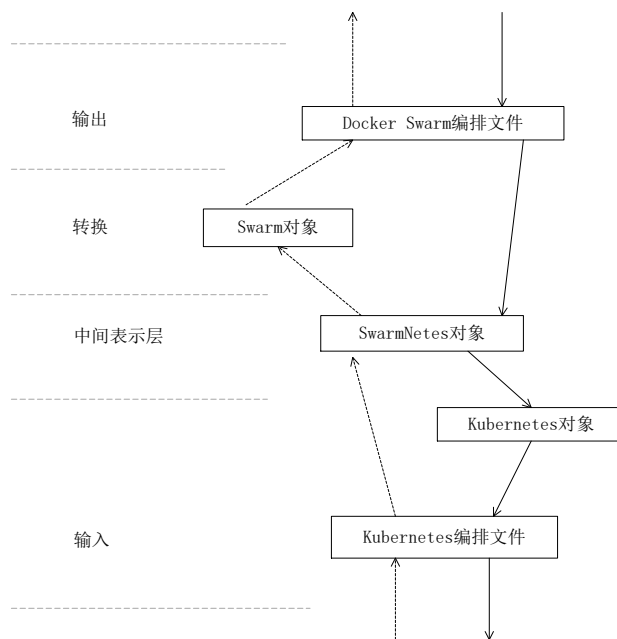 输出
Docker Swarm编排文件
转换
Swarm对象
中间表示层
SwarmNetes对象
Kubernetes对象
输入
Kubernetes编排文件